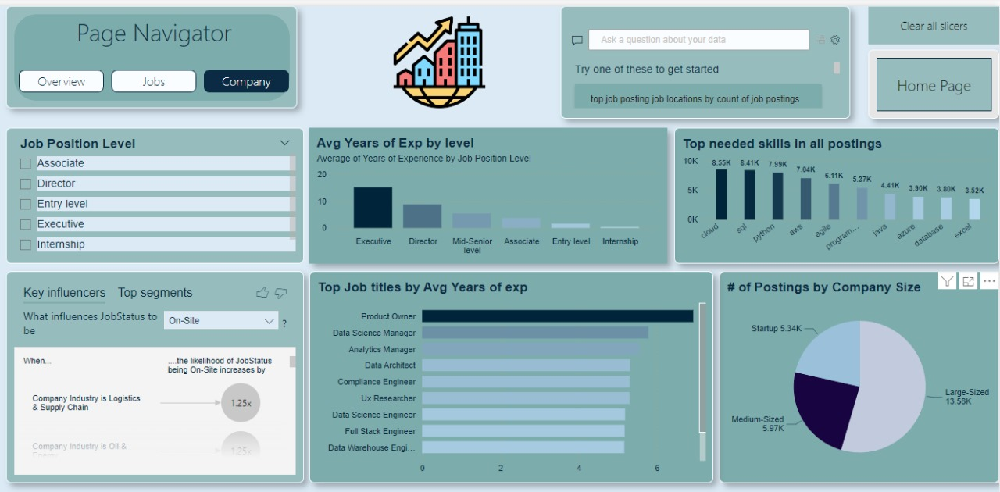 Page Navigator
Overview
Jobs
Company
Ask a question about your data
Try one of these to get started
top job posting job locations by count of job postings
Clear all slicers
Home Page
Job Position Level
Associate
Director
Entry level
Executive
Internship
Avg Years of Exp by level
Average of Years of Experience by Job Position Level
20
10
0
Executive
Director
Mid-Senior
level
Associate
Entry level
Internship
Top needed skills in all postings
10K
5K
0K
8.55K
8.41K
7.99K
7.04K
6.11K
5.37K
4.41K
3.90K
3.80K
3.52K
cloud
sql
python
aws
agile
program...
java
azure
database
excel
Key influencers
Top segments
What influences JobStatus to
be
On-Site
?
When...
....the likelihood of JobStatus
being On-Site increases by
Company Industry is Logistics
& Supply Chain
1.25x
Company Industry is Oil &
Energy
1.25x
Top Job titles by Avg Years of exp
Product Owner
Data Science Manager
Analytics Manager
Data Architect
Compliance Engineer
Ux Researcher
Data Science Engineer
Full Stack Engineer
Data Warehouse Engi...
0
2
4
6
# of Postings by Company Size
Startup 5.34K
Large-Sized
13.58K
Medium-Sized
5.97K